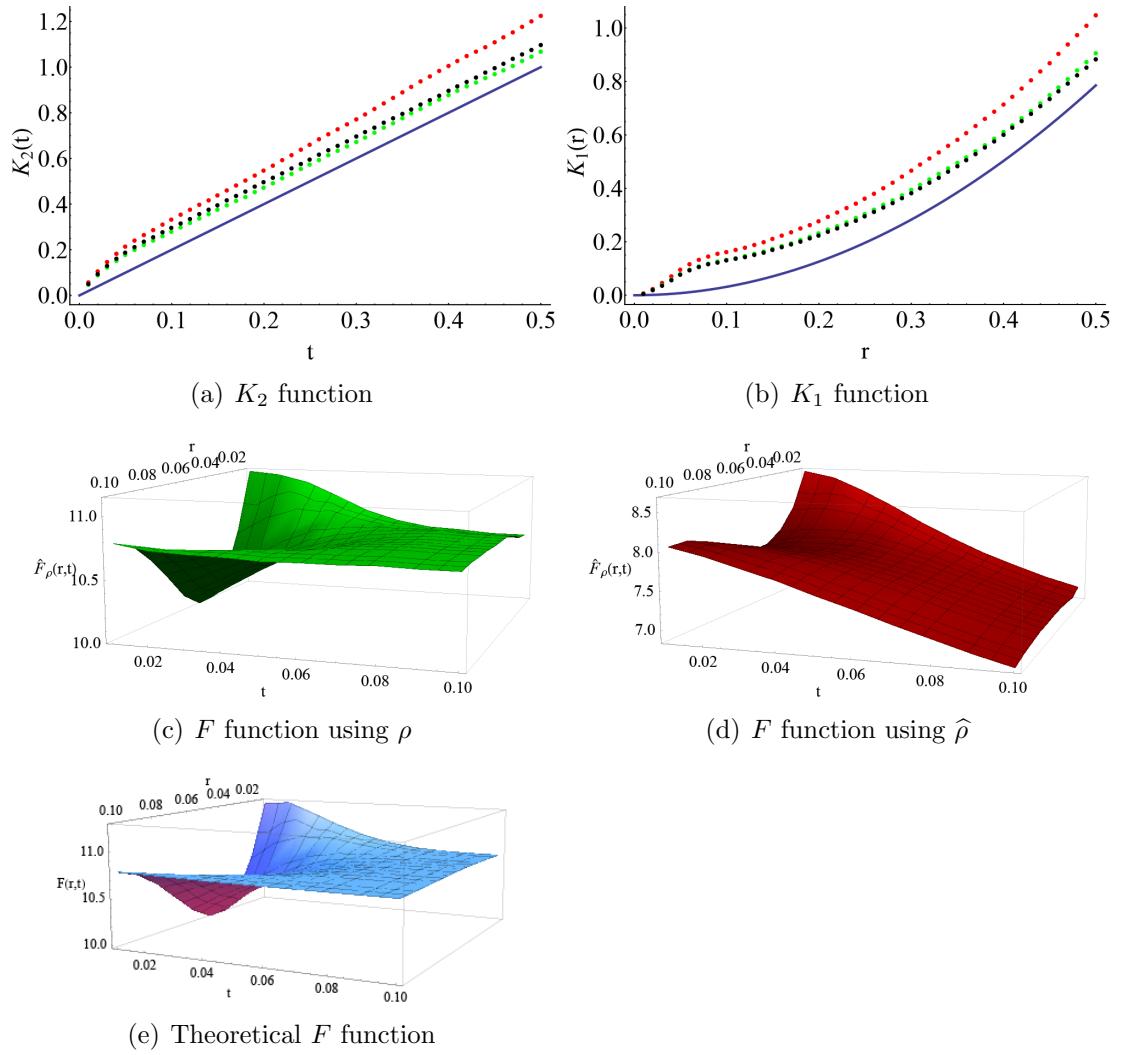 1.2
1.0
0.8
0.6
0.4
0.2
0.0
K₂(t)
0.0 0.1 0.2 0.3 0.4 0.5
t
(a) K₂ function
1.0
0.8
0.6
0.4
0.2
0.0
K₁(r)
0.0 0.1 0.2 0.3 0.4 0.5
r
(b) K₁ function
r
0.10 0.08 0.06 0.04 0.02
11.0
F̂ρ(r,t)
10.5
10.0
0.02 0.04 0.06 0.08 0.10
t
(c) F function using ρ
r
0.10 0.08 0.06 0.04 0.02
8.5
8.0
F̂ρ(r,t)
7.5
7.0
0.02 0.04 0.06 0.08 0.10
t
(d) F function using ρ̂
r
0.10 0.08 0.06 0.04 0.02
11.0
F(r,t)
10.5
10.0
0.02 0.04 0.06 0.08 0.10
t
(e) Theoretical F function